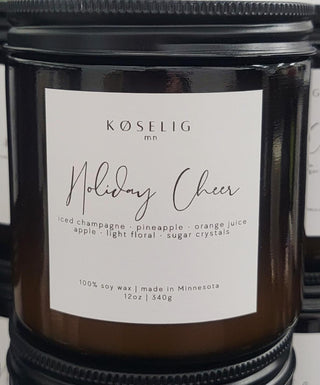 KØSELIG
mn
Holiday Cheer
iced champagne · pineapple · orange juice
apple · light floral · sugar crystals
100% soy wax | made in Minnesota
12oz | 340g